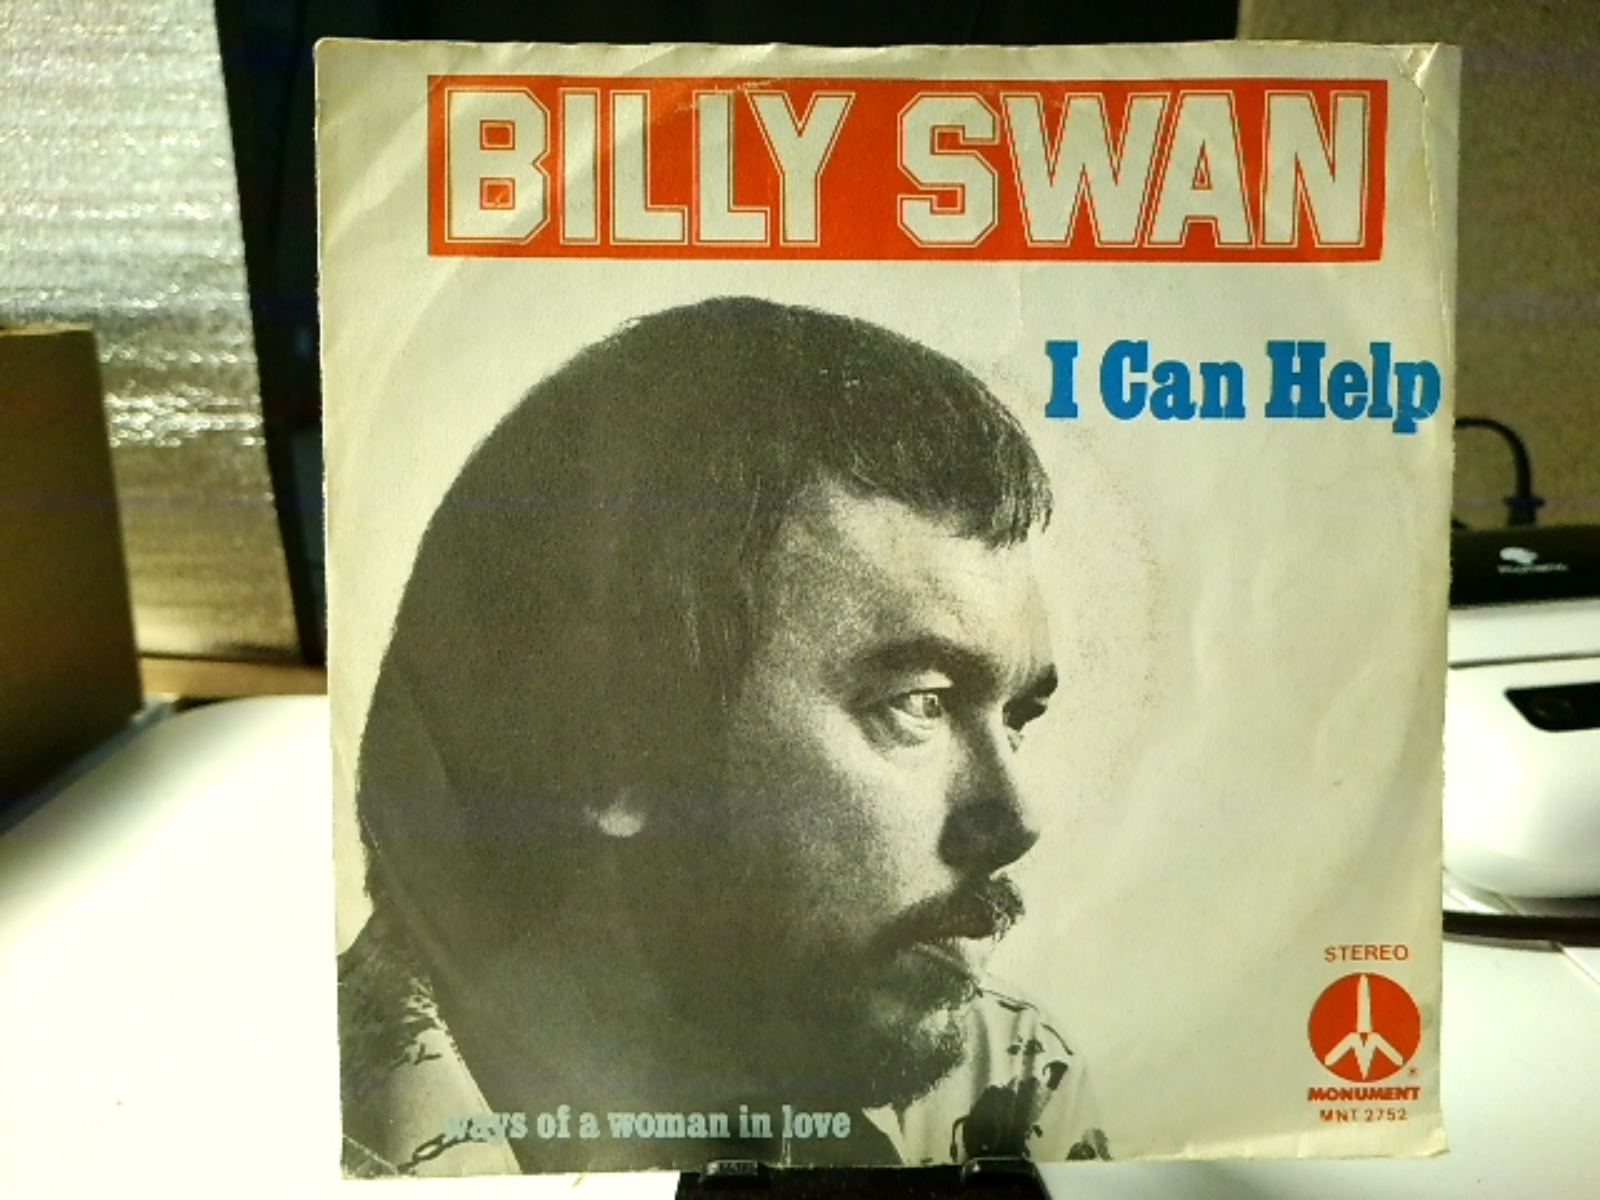 BILLY SWAN
I Can Help
STEREO
MONUMENT
MNT 2752
ways of a woman in love